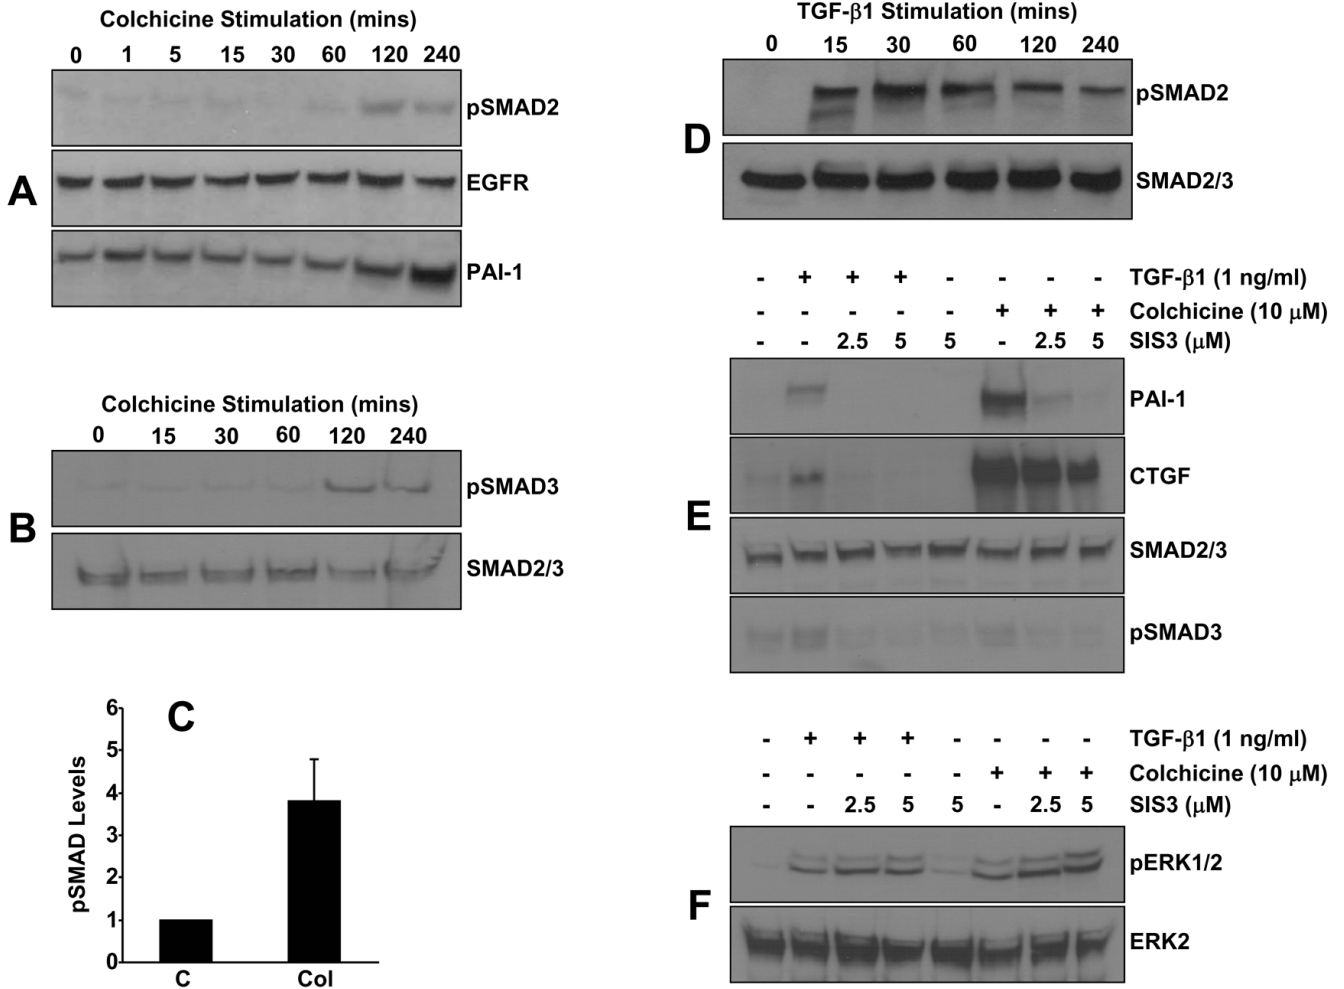 Colchicine Stimulation (mins)
0 1 5 15 30 60 120 240
pSMAD2
EGFR
PAI-1
A
Colchicine Stimulation (mins)
0 15 30 60 120 240
pSMAD3
SMAD2/3
B
C
pSMAD Levels
6
5
4
3
2
1
0
C Col
TGF-β1 Stimulation (mins)
0 15 30 60 120 240
pSMAD2
SMAD2/3
D
- + + + - - - - TGF-β1 (1 ng/ml)
- - - - - + + + Colchicine (10 μM)
- - 2.5 5 5 - 2.5 5 SIS3 (μM)
PAI-1
CTGF
SMAD2/3
pSMAD3
E
- + + + - - - - TGF-β1 (1 ng/ml)
- - - - - + + + Colchicine (10 μM)
- - 2.5 5 5 - 2.5 5 SIS3 (μM)
pERK1/2
ERK2
F